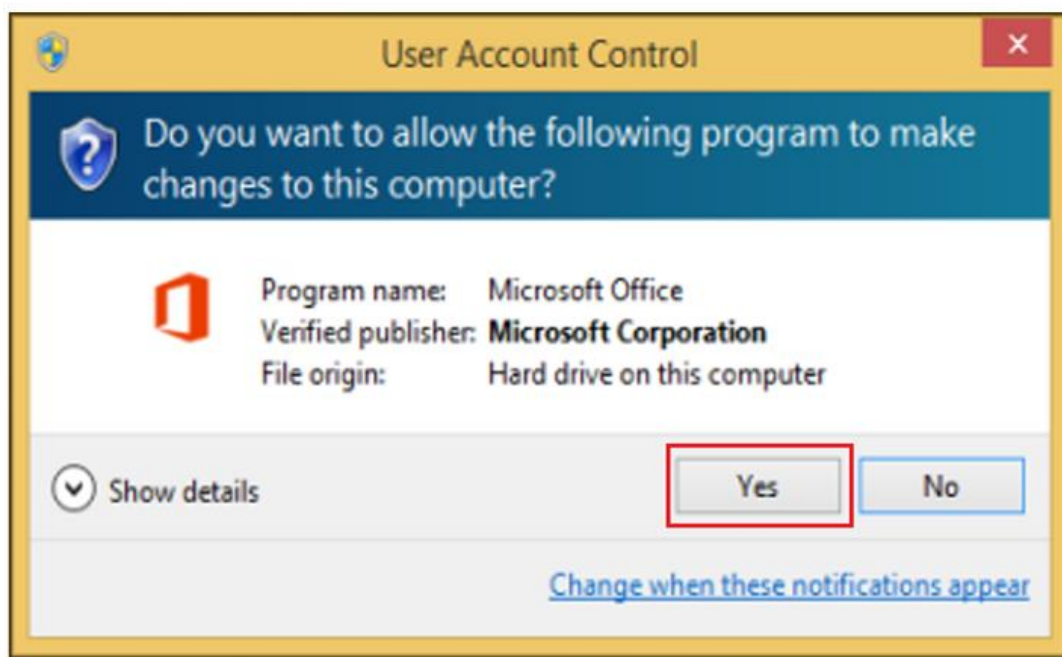 User Account Control
Do you want to allow the following program to make
changes to this computer?
Program name: Microsoft Office
Verified publisher: Microsoft Corporation
File origin: Hard drive on this computer
Show details
Yes
No
Change when these notifications appear